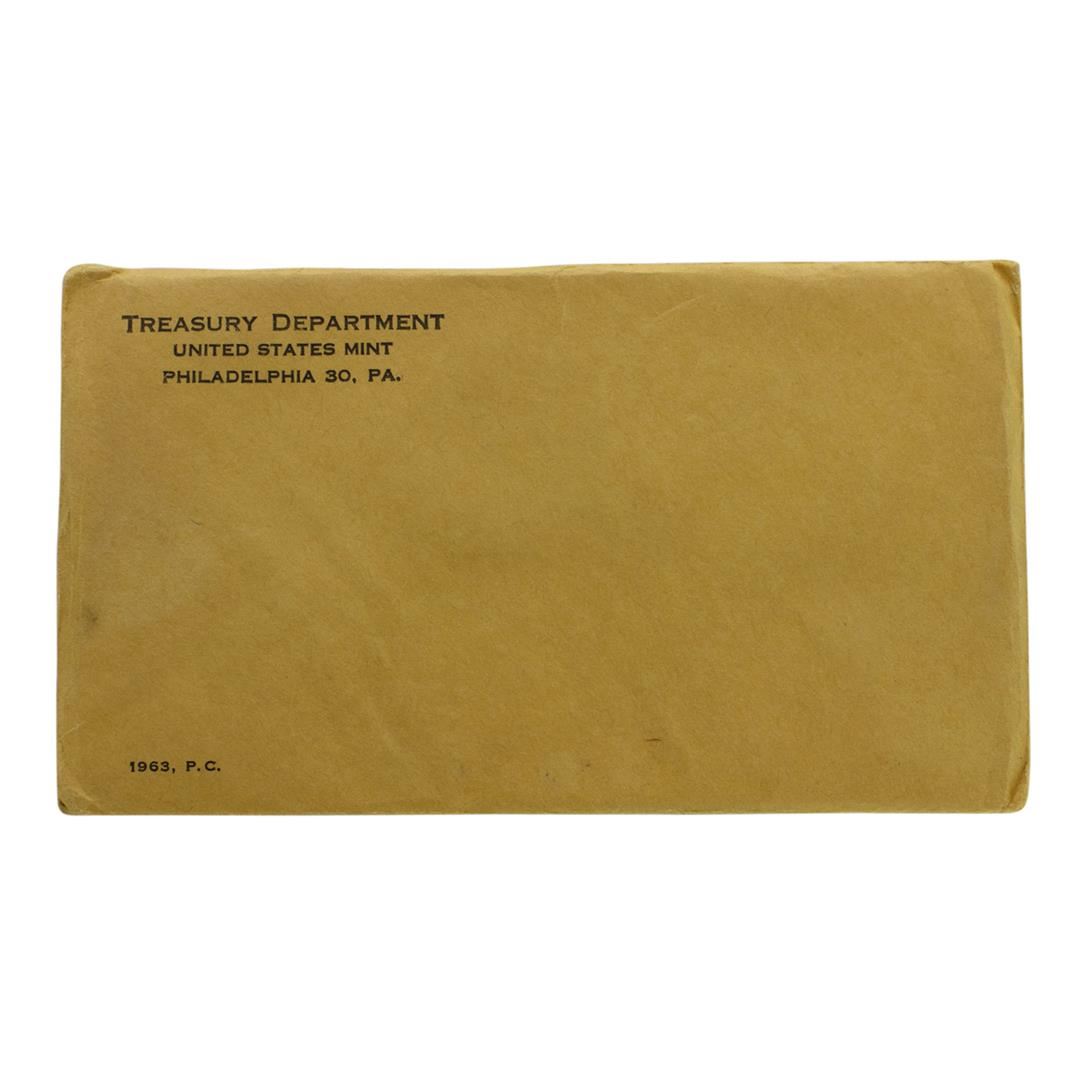 TREASURY DEPARTMENT
UNITED STATES MINT
PHILADELPHIA 30, PA.
1963, P.C.